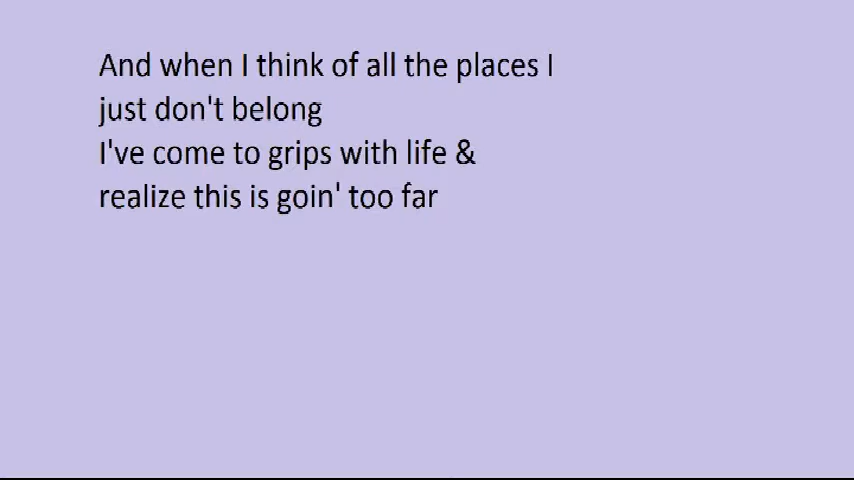 And when I think of all the places I
just don't belong
I've come to grips with life &
realize this is goin' too far